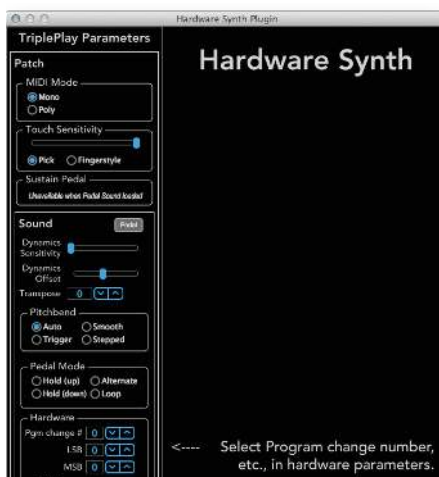 Hardware Synth Plugin
TriplePlay Parameters
Hardware Synth
Patch
MIDI Mode
Mono
Poly
Touch Sensitivity
Pick Fingerstyle
Sustain Pedal
Unavailable when Pedal Sound loaded
Sound Pedal
Dynamics
Sensitivity
Dynamics
Offset
Transpose 0
Pitchbend
Auto Smooth
Trigger Stepped
Pedal Mode
Hold (up) Alternate
Hold (down) Loop
Hardware
Pgm change # 0
LSB 0
MSB 0
<---- Select Program change number,
etc., in hardware parameters.